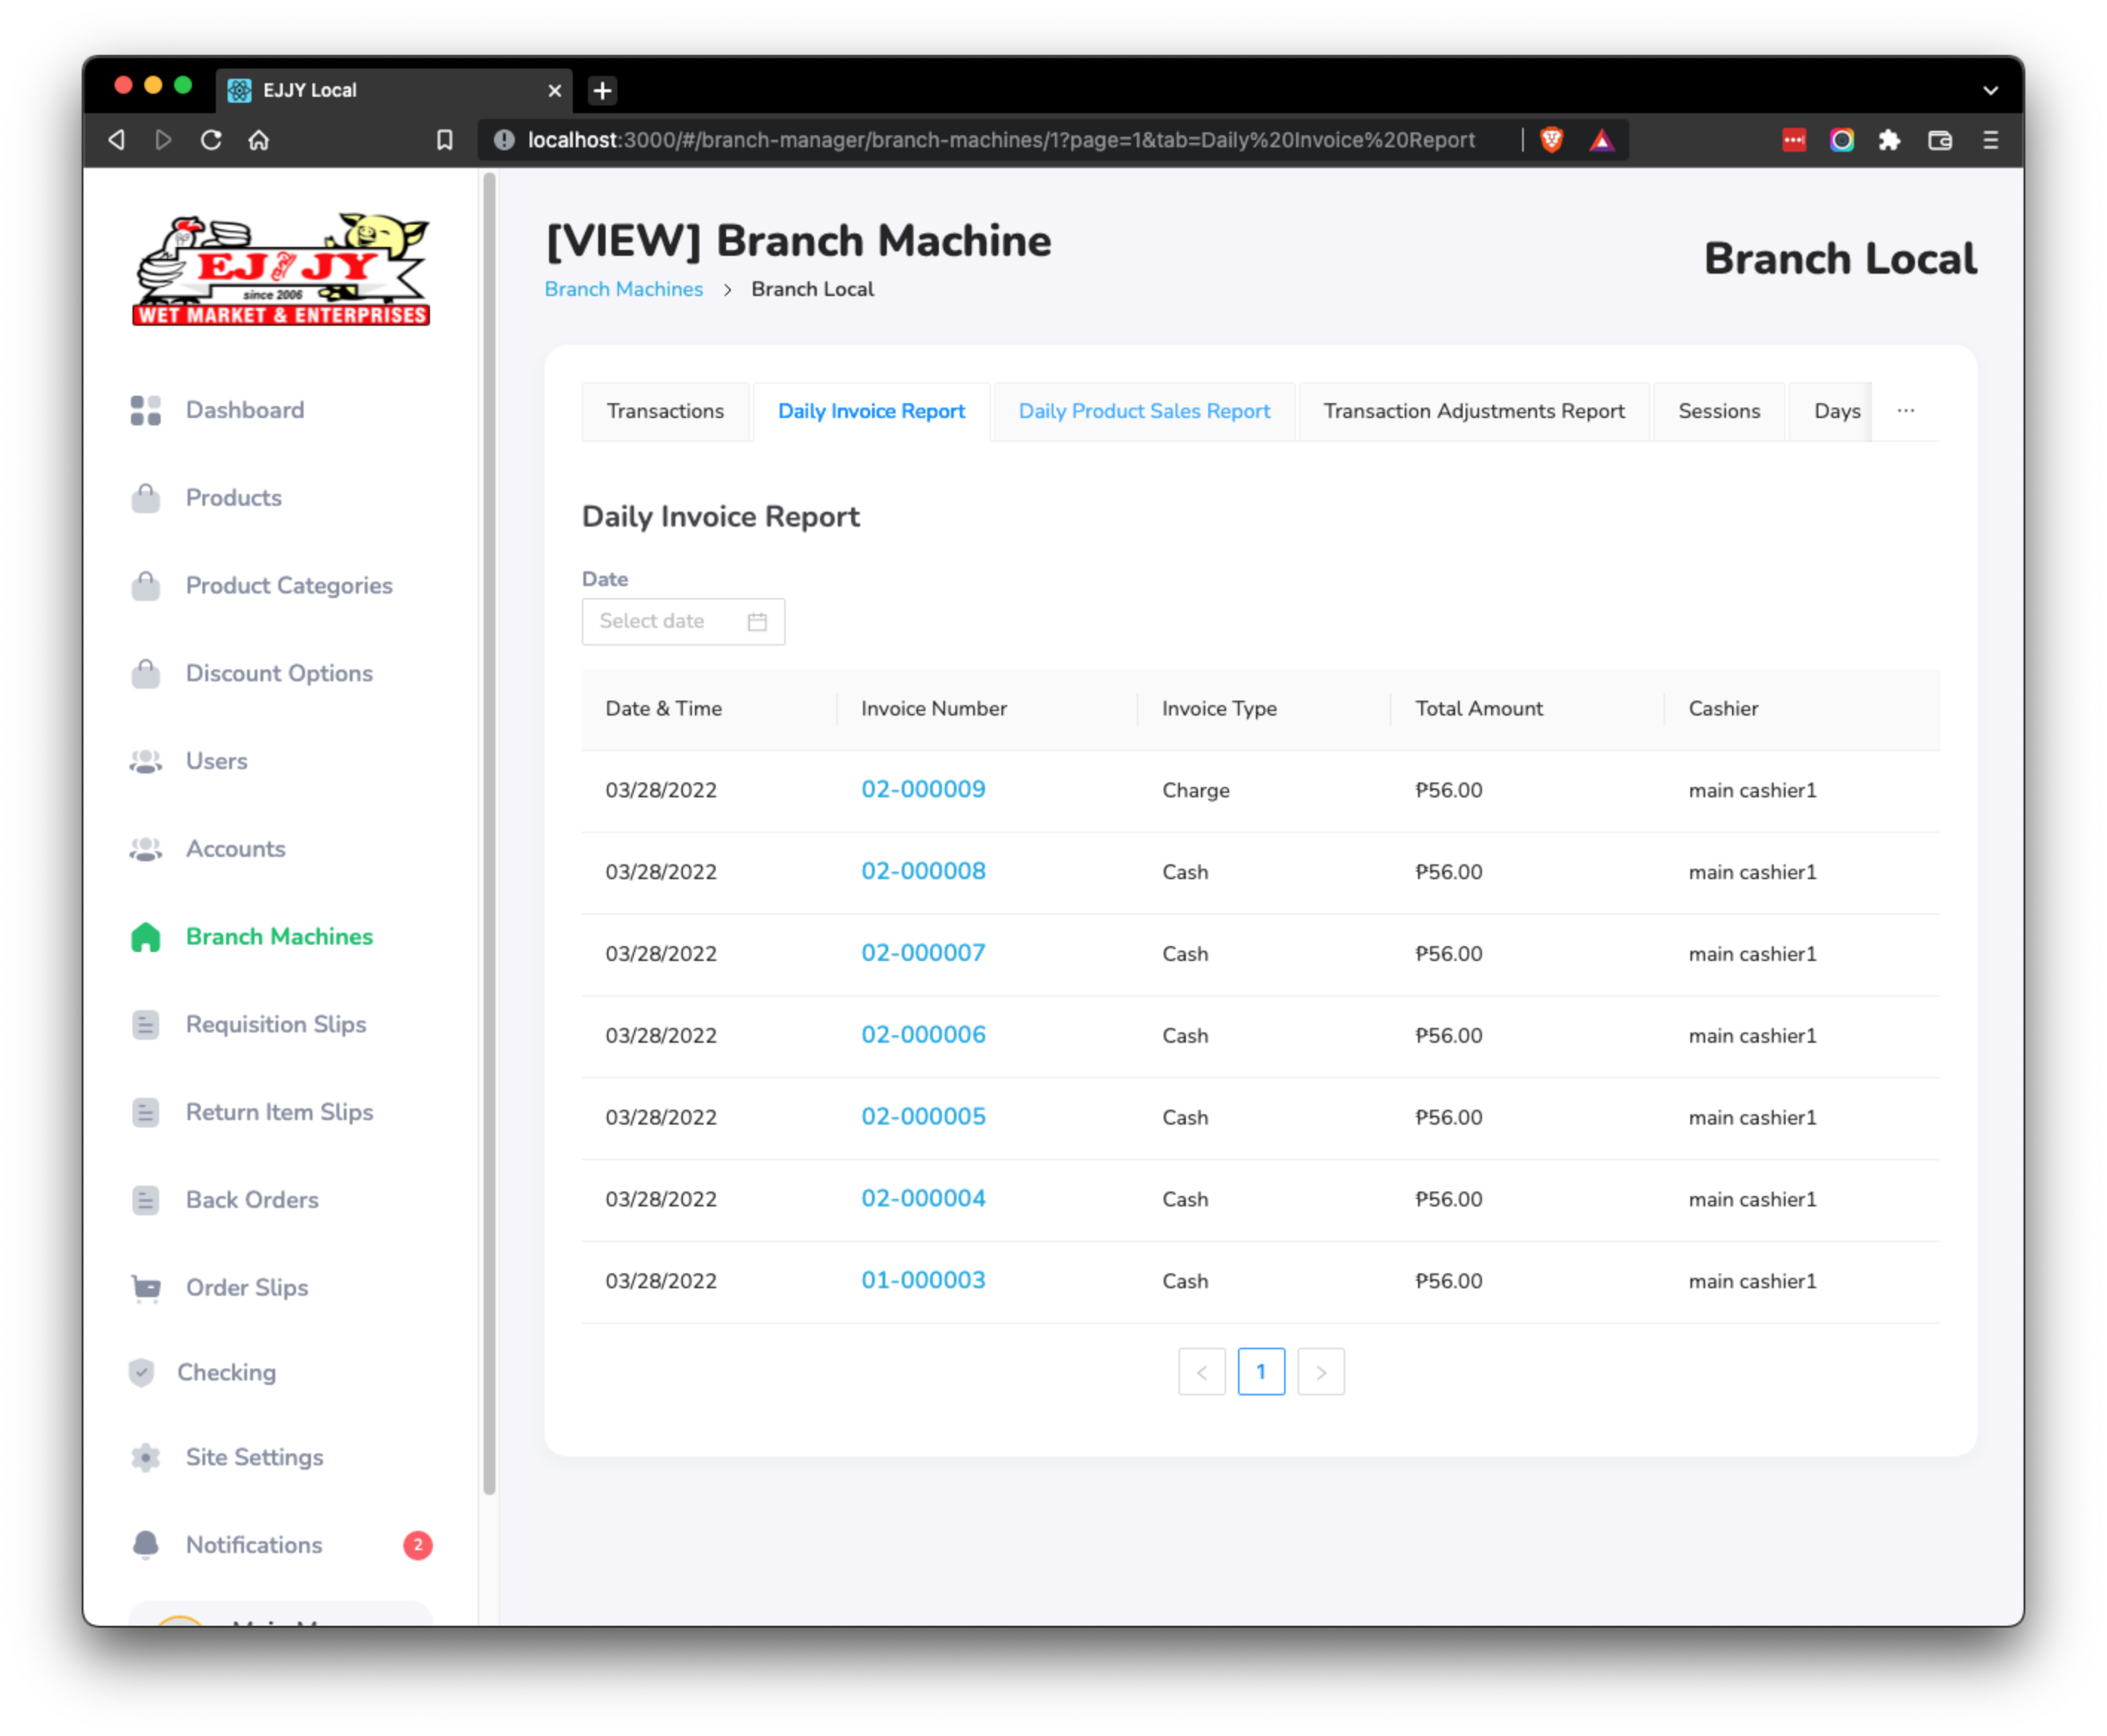 EJJY Local
localhost:3000/#/branch-manager/branch-machines/1?page=1&tab=Daily%20Invoice%20Report
EJ and JY
since 2006
WET MARKET & ENTERPRISES
Dashboard
Products
Product Categories
Discount Options
Users
Accounts
Branch Machines
Requisition Slips
Return Item Slips
Back Orders
Order Slips
Checking
Site Settings
Notifications 2
[VIEW] Branch Machine
Branch Machines > Branch Local
Branch Local
Transactions Daily Invoice Report Daily Product Sales Report Transaction Adjustments Report Sessions Days ...
Daily Invoice Report
Date
Select date
Date & Time Invoice Number Invoice Type Total Amount Cashier
03/28/2022 02-000009 Charge ₱56.00 main cashier1
03/28/2022 02-000008 Cash ₱56.00 main cashier1
03/28/2022 02-000007 Cash ₱56.00 main cashier1
03/28/2022 02-000006 Cash ₱56.00 main cashier1
03/28/2022 02-000005 Cash ₱56.00 main cashier1
03/28/2022 02-000004 Cash ₱56.00 main cashier1
03/28/2022 01-000003 Cash ₱56.00 main cashier1
< 1 >